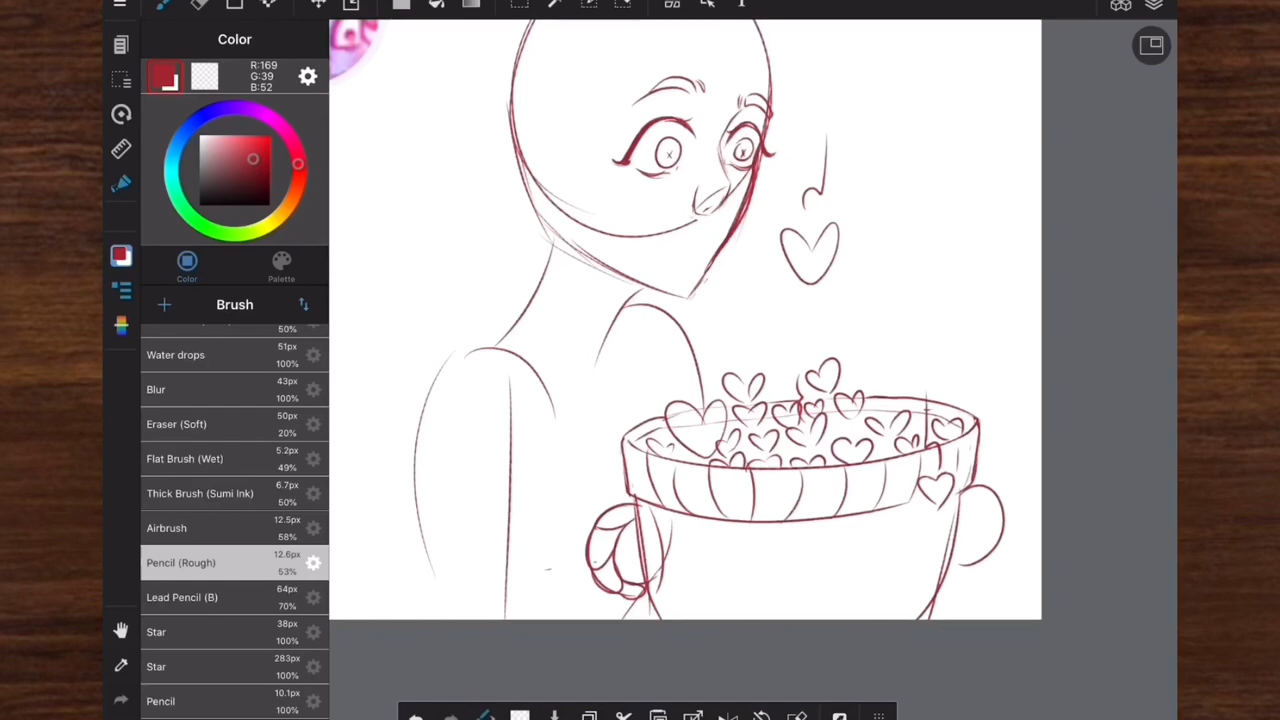 Color
R:169
G:39
B:52
Color
Palette
Brush
50%
Water drops
51px
100%
Blur
43px
100%
Eraser (Soft)
50px
20%
Flat Brush (Wet)
5.2px
49%
Thick Brush (Sumi Ink)
6.7px
50%
Airbrush
12.5px
58%
Pencil (Rough)
12.6px
53%
Lead Pencil (B)
64px
70%
Star
38px
100%
Star
283px
100%
Pencil
10.1px
100%